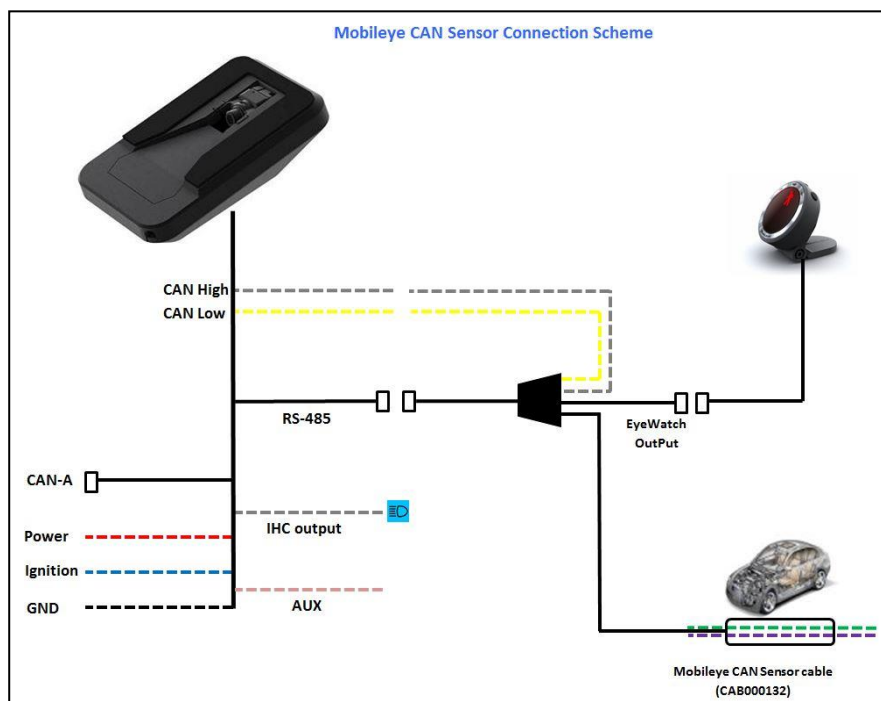 Mobileye CAN Sensor Connection Scheme
CAN High
CAN Low
RS-485
EyeWatch
OutPut
CAN-A
IHC output
Power
Ignition
GND
AUX
Mobileye CAN Sensor cable
(CAB000132)